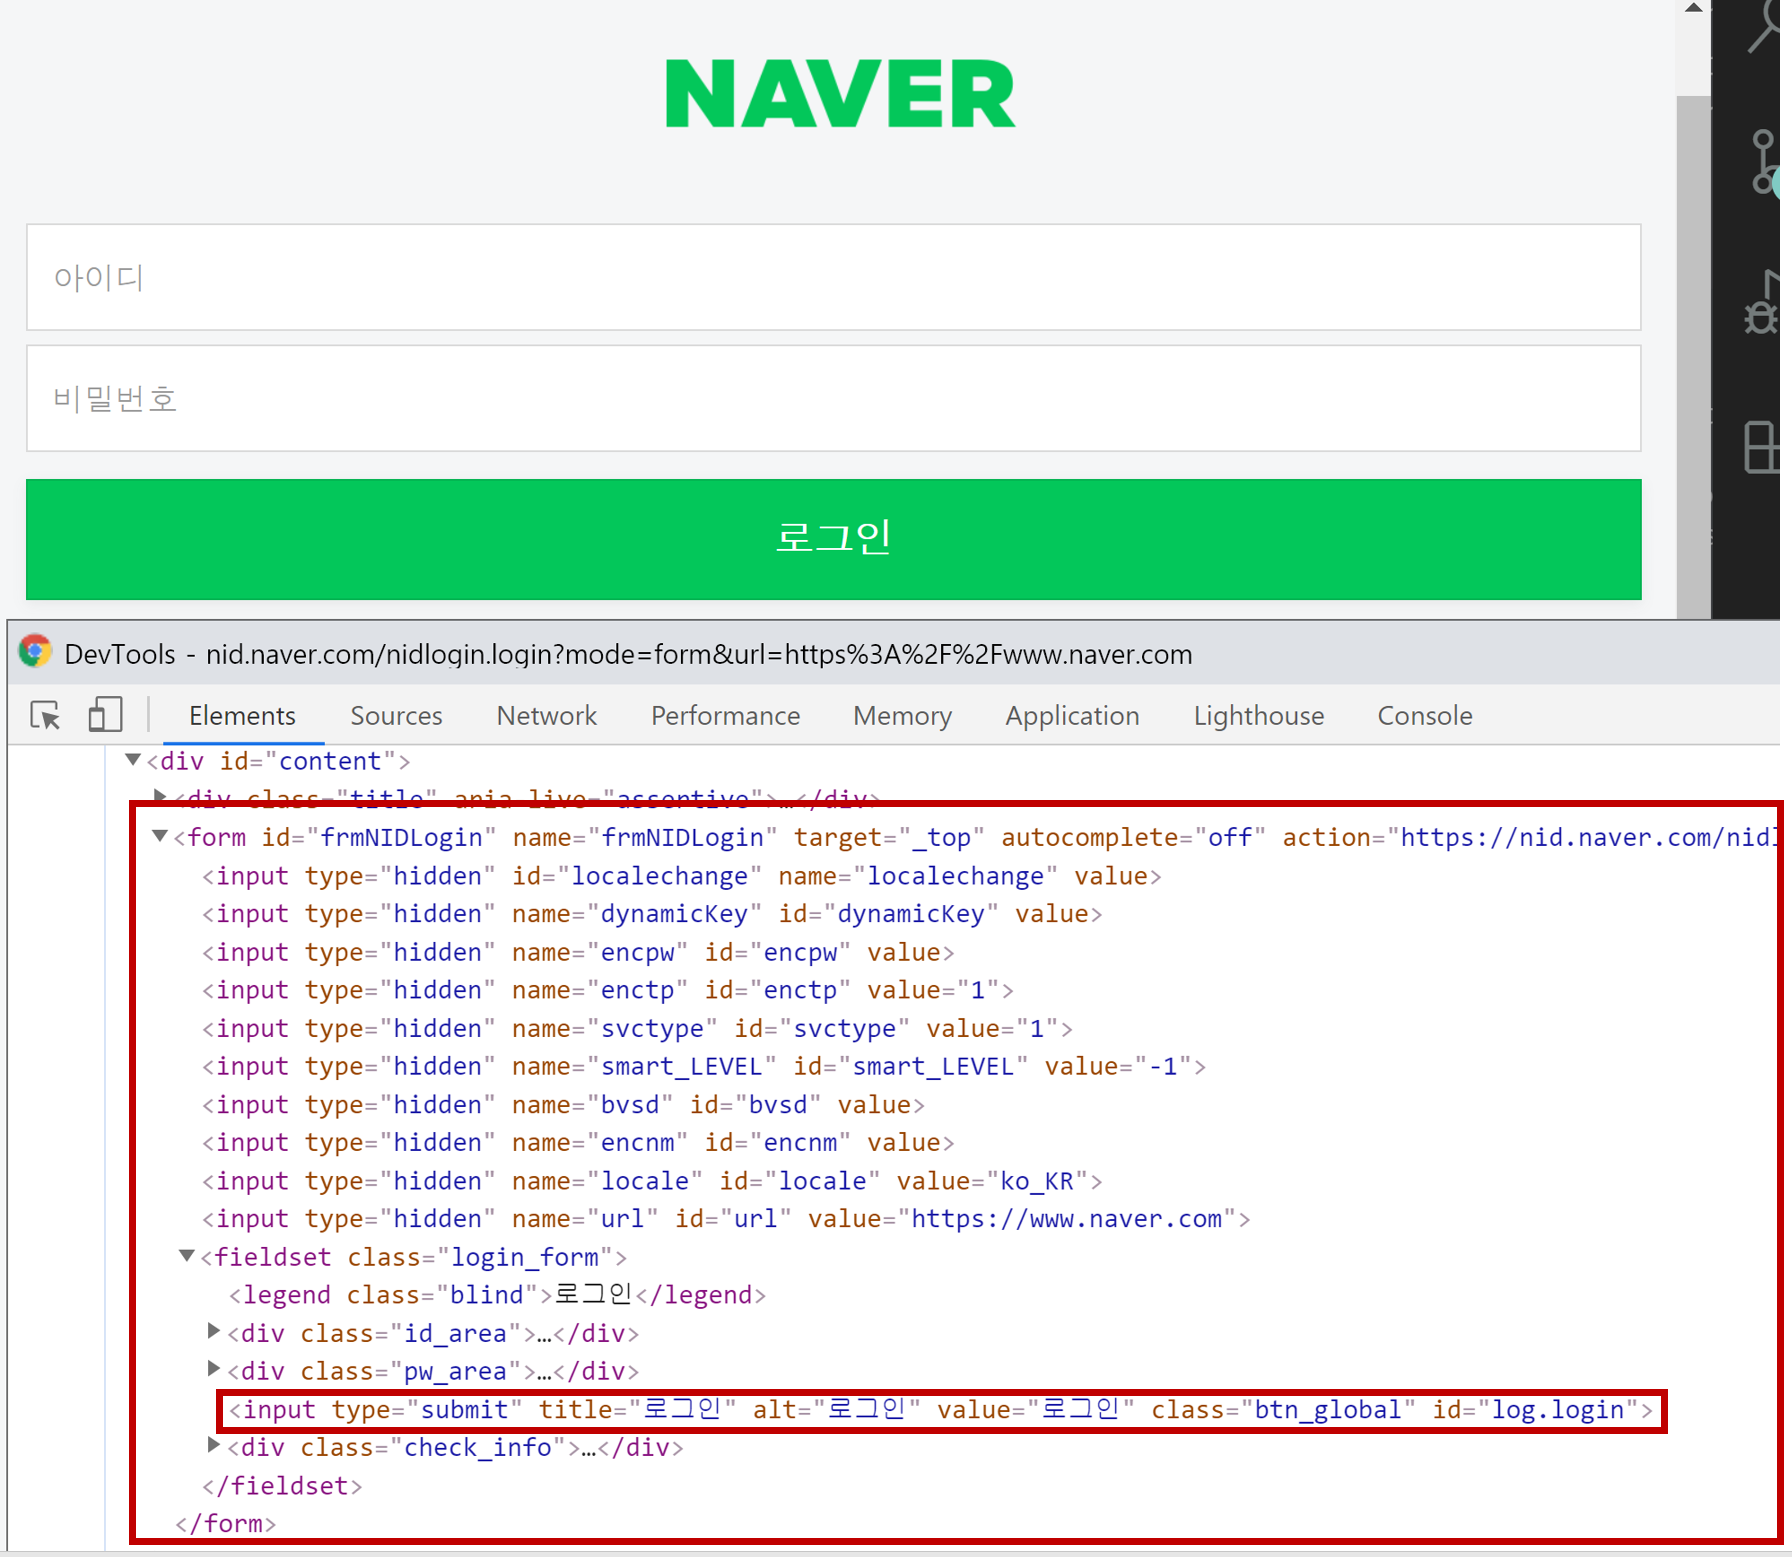 NAVER
아이디
비밀번호
로그인
DevTools - nid.naver.com/nidlogin.login?mode=form&url=https%3A%2F%2Fwww.naver.com
Elements Sources Network Performance Memory Application Lighthouse Console
<div id="content">
<div class="title" aria-live="assertive">…</div>
<form id="frmNIDLogin" name="frmNIDLogin" target="_top" autocomplete="off" action="https://nid.naver.com/nidl
<input type="hidden" id="localechange" name="localechange" value>
<input type="hidden" name="dynamicKey" id="dynamicKey" value>
<input type="hidden" name="encpw" id="encpw" value>
<input type="hidden" name="enctp" id="enctp" value="1">
<input type="hidden" name="svctype" id="svctype" value="1">
<input type="hidden" name="smart_LEVEL" id="smart_LEVEL" value="-1">
<input type="hidden" name="bvsd" id="bvsd" value>
<input type="hidden" name="encnm" id="encnm" value>
<input type="hidden" name="locale" id="locale" value="ko_KR">
<input type="hidden" name="url" id="url" value="https://www.naver.com">
<fieldset class="login_form">
<legend class="blind">로그인</legend>
<div class="id_area">…</div>
<div class="pw_area">…</div>
<input type="submit" title="로그인" alt="로그인" value="로그인" class="btn_global" id="log.login">
<div class="check_info">…</div>
</fieldset>
</form>